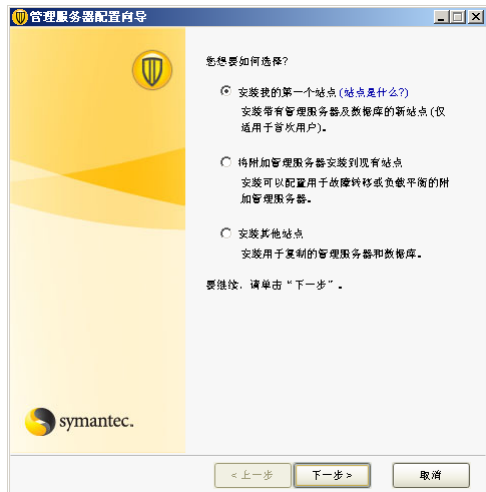 管理服务器配置向导
您想要如何选择?
安装我的第一个站点(站点是什么?)
安装带有管理服务器及数据库的新站点(仅
适用于首次用户)。
将附加管理服务器安装到现有站点
安装可以配置用于故障转移或负载平衡的附
加管理服务器。
安装其他站点
安装用于复制的管理服务器和数据库。
要继续，请单击“下一步”。
symantec.
<上一步
下一步>
取消